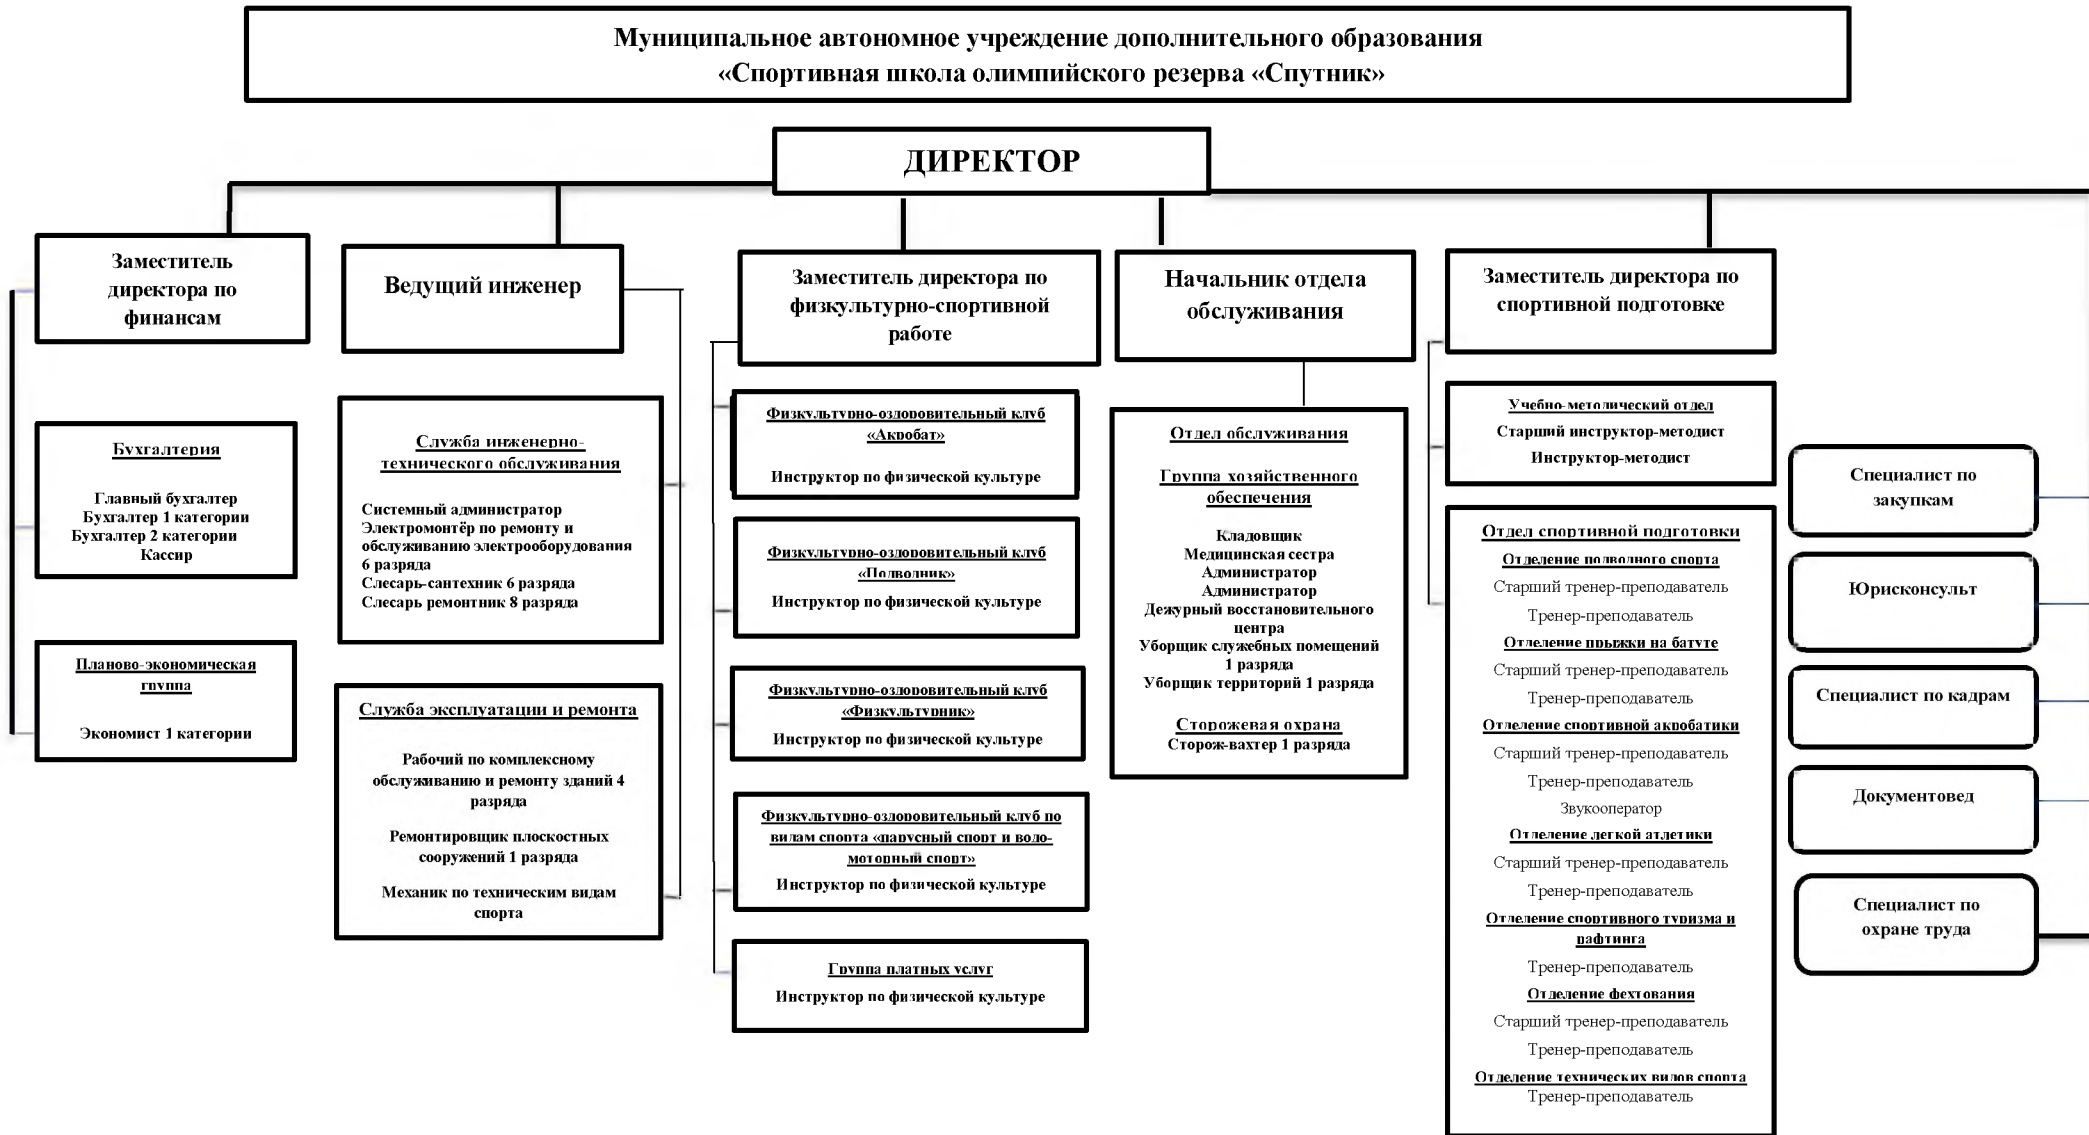 Муниципальное автономное учреждение дополнительного образования
«Спортивная школа олимпийского резерва «Спутник»
ДИРЕКТОР
Заместитель
директора по
финансам
Бухгалтерия
Главный бухгалтер
Бухгалтер 1 категории
Бухгалтер 2 категории
Кассир
Планово-экономическая
группа
Экономист 1 категории
Ведущий инженер
Служба инженерно-
технического обслуживания
Системный администратор
Электромонтёр по ремонту и
обслуживанию электрооборудования
6 разряда
Слесарь-сантехник 6 разряда
Слесарь ремонтник 8 разряда
Служба эксплуатации и ремонта
Рабочий по комплексному
обслуживанию и ремонту зданий 4
разряда
Ремонтировщик плоскостных
сооружений 1 разряда
Механик по техническим видам
спорта
Заместитель директора по
физкультурно-спортивной
работе
Физкультурно-оздоровительный клуб
«Акробат»
Инструктор по физической культуре
Физкультурно-оздоровительный клуб
«Подводник»
Инструктор по физической культуре
Физкультурно-оздоровительный клуб
«Физкультурник»
Инструктор по физической культуре
Физкультурно-оздоровительный клуб по
видам спорта «парусный спорт и водо-
моторный спорт»
Инструктор по физической культуре
Группа платных услуг
Инструктор по физической культуре
Начальник отдела
обслуживания
Отдел обслуживания
Группа хозяйственного
обеспечения
Кладовщик
Медицинская сестра
Администратор
Администратор
Дежурный восстановительного
центра
Уборщик служебных помещений
1 разряда
Уборщик территорий 1 разряда
Сторожевая охрана
Сторож-вахтер 1 разряда
Заместитель директора по
спортивной подготовке
Учебно-методический отдел
Старший инструктор-методист
Инструктор-методист
Отдел спортивной подготовки
Отделение подводного спорта
Старший тренер-преподаватель
Тренер-преподаватель
Отделение прыжки на батуте
Старший тренер-преподаватель
Тренер-преподаватель
Отделение спортивной акробатики
Старший тренер-преподаватель
Тренер-преподаватель
Звукооператор
Отделение легкой атлетики
Старший тренер-преподаватель
Тренер-преподаватель
Отделение спортивного туризма и
рафтинга
Тренер-преподаватель
Отделение фехтования
Старший тренер-преподаватель
Тренер-преподаватель
Отделение технических видов спорта
Тренер-преподаватель
Специалист по
закупкам
Юрисконсульт
Специалист по кадрам
Документовед
Специалист по
охране труда